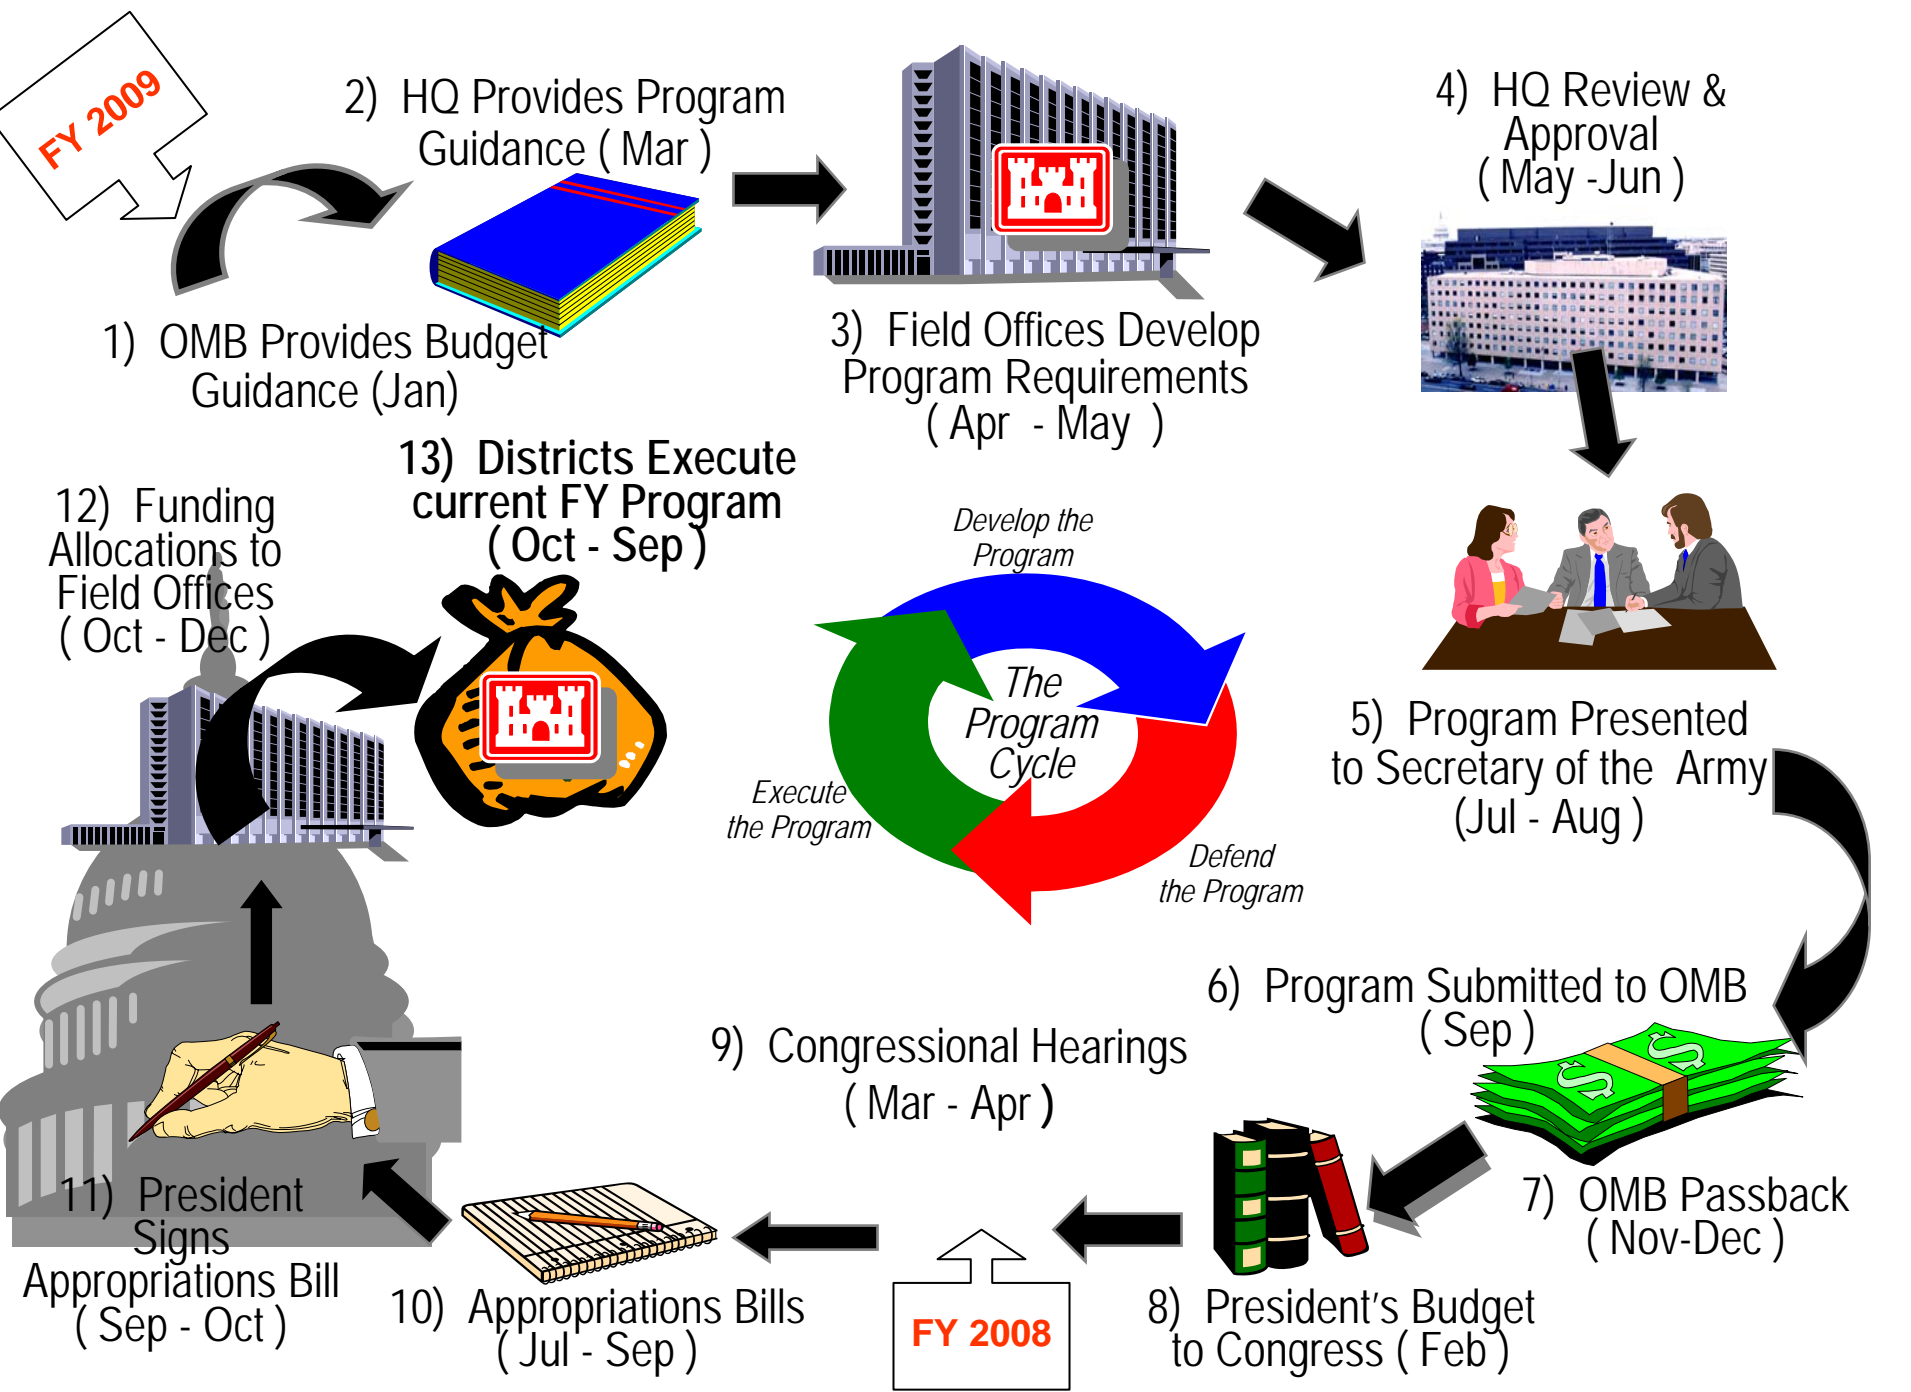 FY 2009
2) HQ Provides Program
Guidance ( Mar )
4) HQ Review &
Approval
( May -Jun )
1) OMB Provides Budget
Guidance (Jan)
3) Field Offices Develop
Program Requirements
( Apr - May )
13) Districts Execute
current FY Program
( Oct - Sep )
12) Funding
Allocations to
Field Offices
( Oct - Dec )
Develop the
Program
The
Program
Cycle
Execute
the Program
Defend
the Program
5) Program Presented
to Secretary of the Army
(Jul - Aug )
6) Program Submitted to OMB
( Sep )
$ $
9) Congressional Hearings
( Mar - Apr )
7) OMB Passback
( Nov-Dec )
11) President
Signs
Appropriations Bill
( Sep - Oct )
10) Appropriations Bills
( Jul - Sep )
FY 2008
8) President's Budget
to Congress ( Feb )